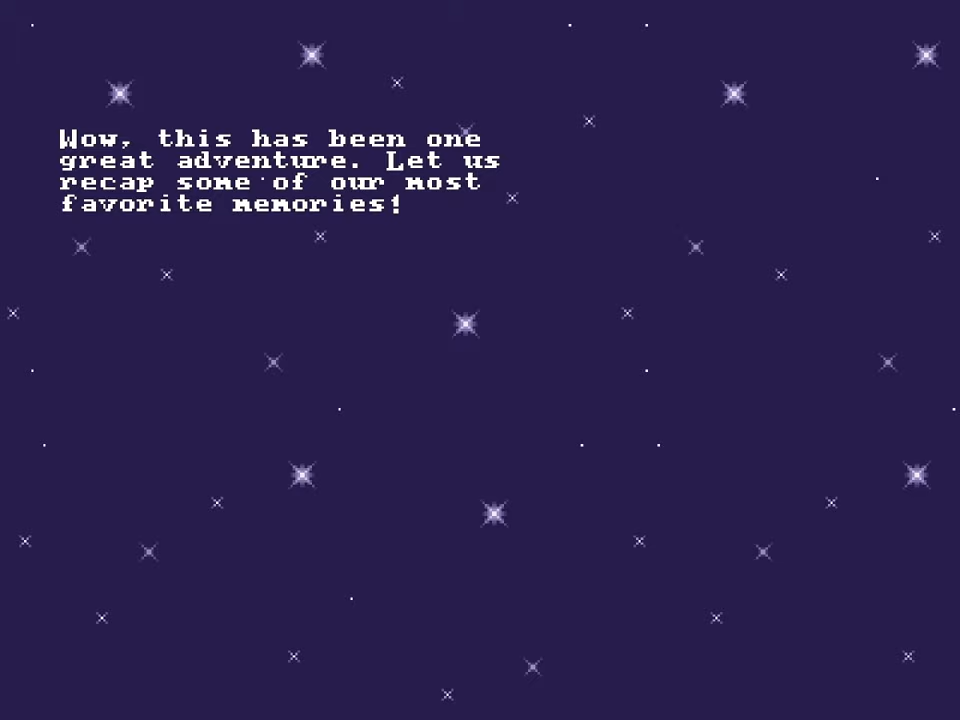 Wow, this has been one
great adventure. Let us
recap some of our most
favorite memories!